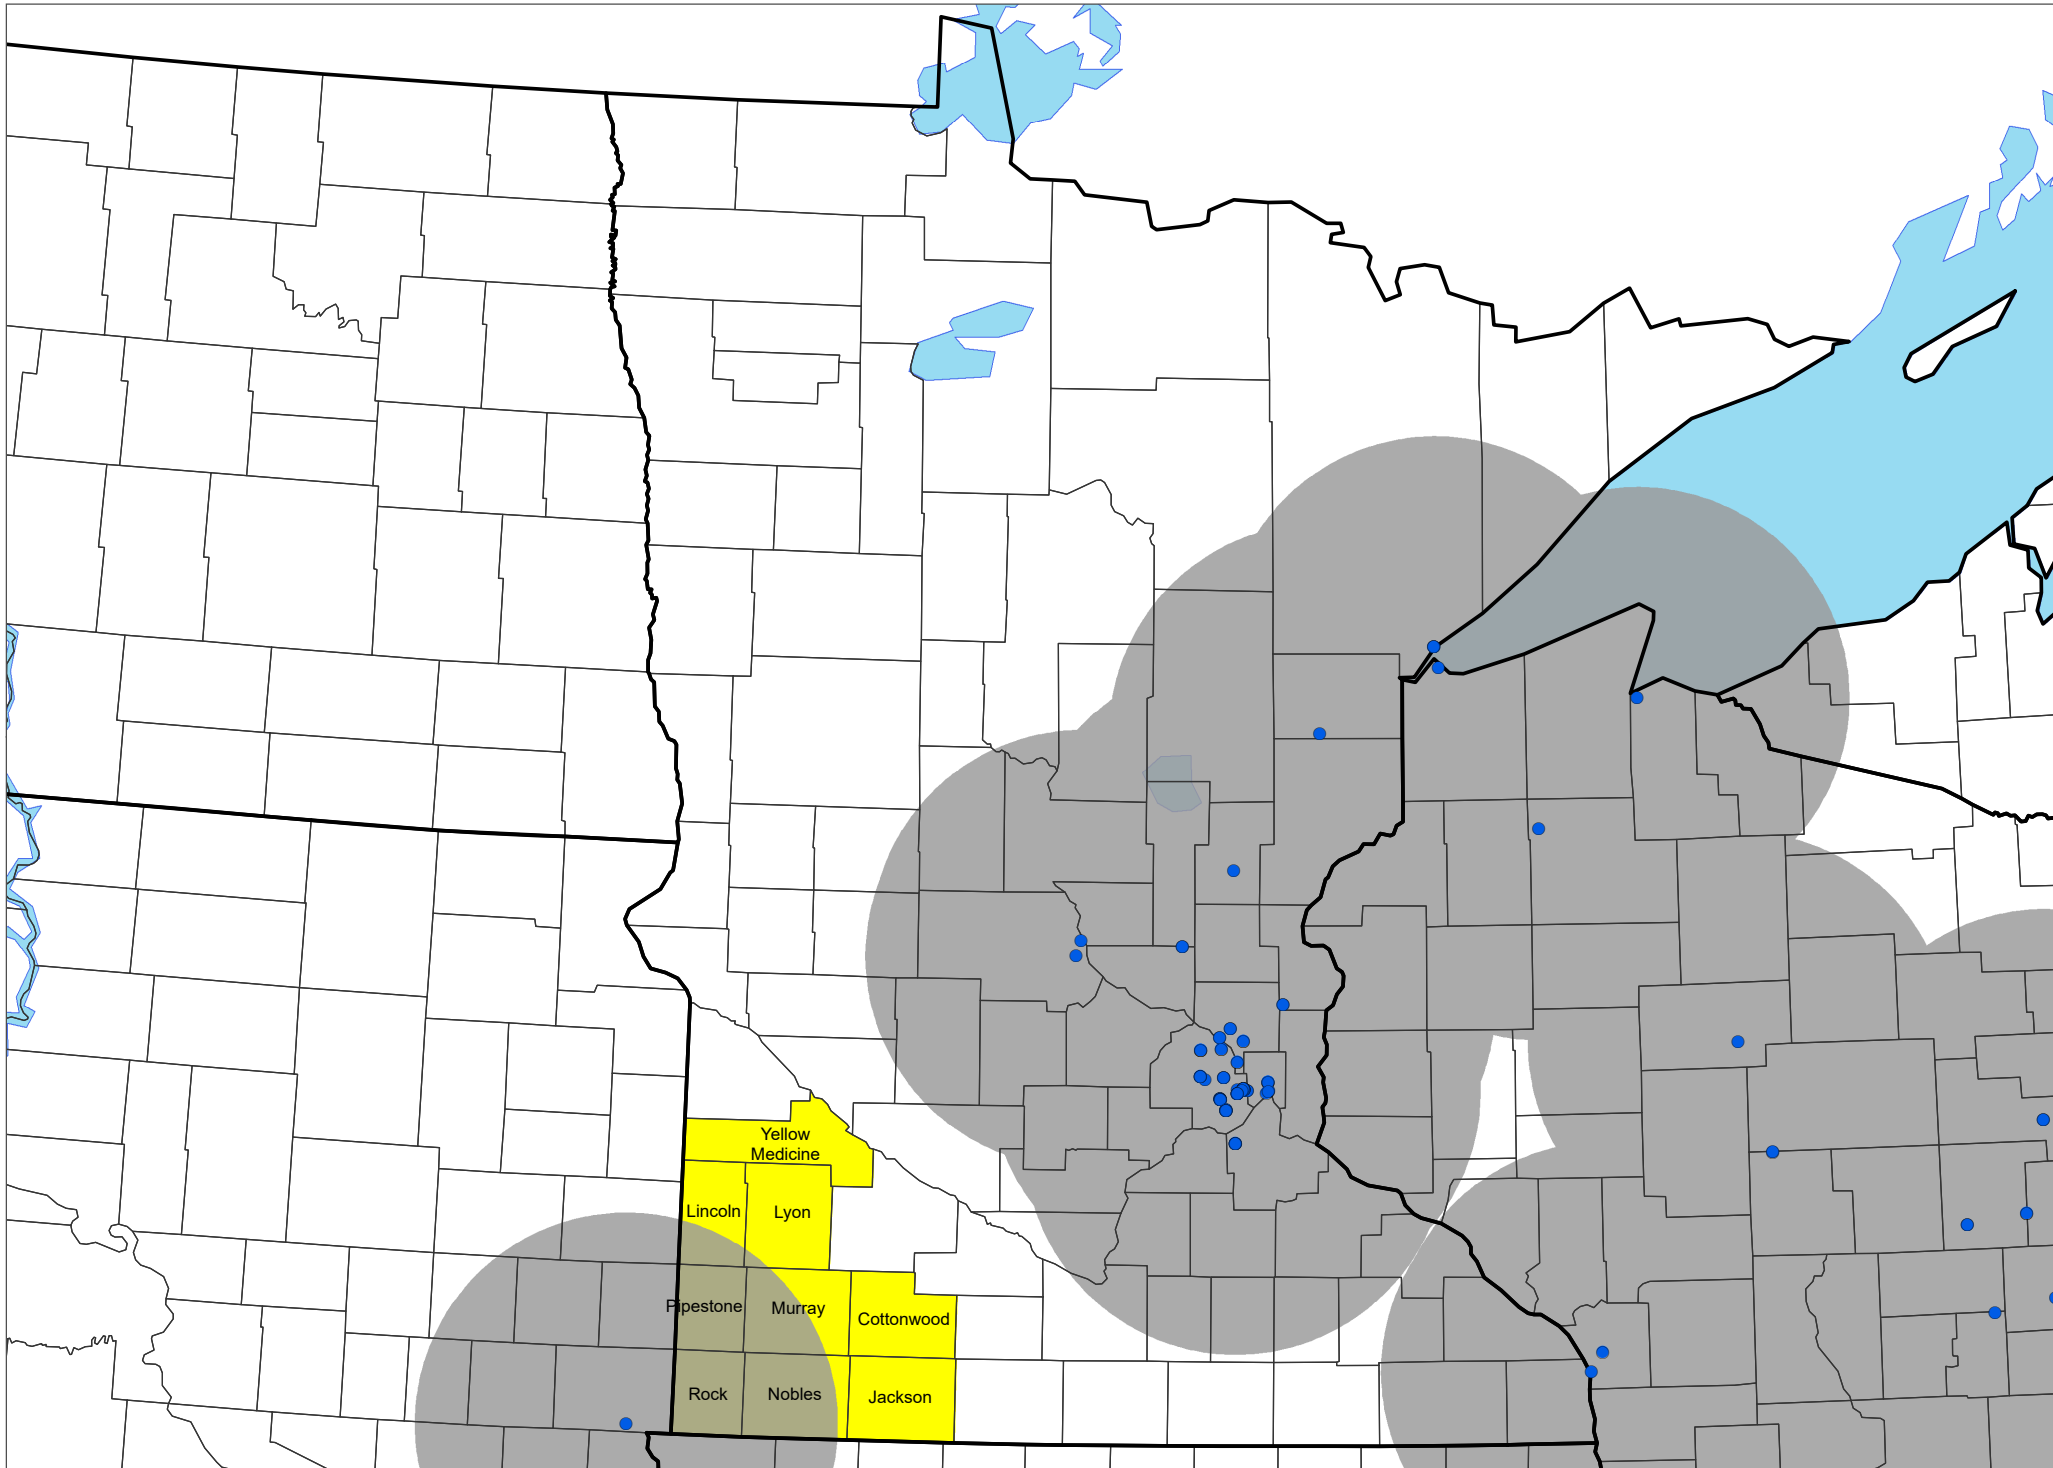 Yellow
Medicine
Lincoln
Lyon
Pipestone
Murray
Cottonwood
Rock
Nobles
Jackson